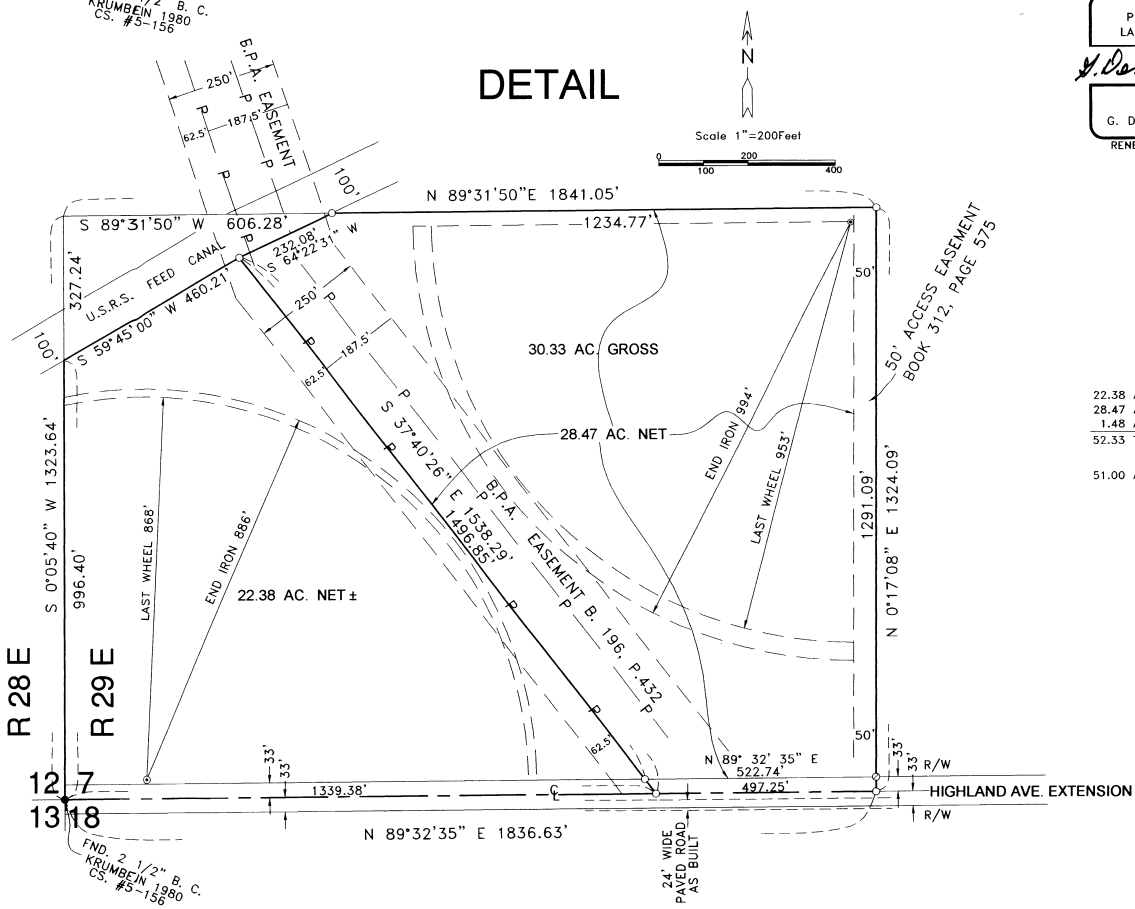 1/2" B. C.
KRUMBEIN 1980
CS. #5-156
B.P.A. EASEMENT
250'
187.5'
62.5'
P P P P P P
DETAIL
N
Scale 1"=200Feet
0 200
100 400
P
LA
G. D
RENE
100'
N 89°31'50"E 1841.05'
S 89°31'50" W 606.28'
1234.77'
232.08'
S 64°22'31" W
U.S.R.S. FEED CANAL
S 59°45'00" W 460.21'
100'
327.24'
250'
187.5'
62.5'
50'
50' ACCESS EASEMENT
BOOK 312, PAGE 575
30.33 AC. GROSS
28.47 AC. NET
END IRON 994'
LAST WHEEL 953'
22.38 A
28.47 A
1.48 A
52.33 T
51.00 A
S 0°05'40" W 1323.64'
996.40'
LAST WHEEL 868'
END IRON 886'
22.38 AC. NET ±
S 37°40'26" E 1538.29'
1496.85'
B.P.A. EASEMENT B. 196, P.432
P P P P P P P P P
1291.09'
N 0°17'08" E 1324.09'
R 28 E
R 29 E
62.5'
50'
N 89° 32' 35" E
522.74'
497.25'
33'
33'
33'
33'
R/W
12 7
13 18
1339.38'
CL
HIGHLAND AVE. EXTENSION
R/W
N 89°32'35" E 1836.63'
24' WIDE
PAVED ROAD
AS BUILT
FND. 2 1/2" B. C.
KRUMBEIN 1980
CS. #5-156